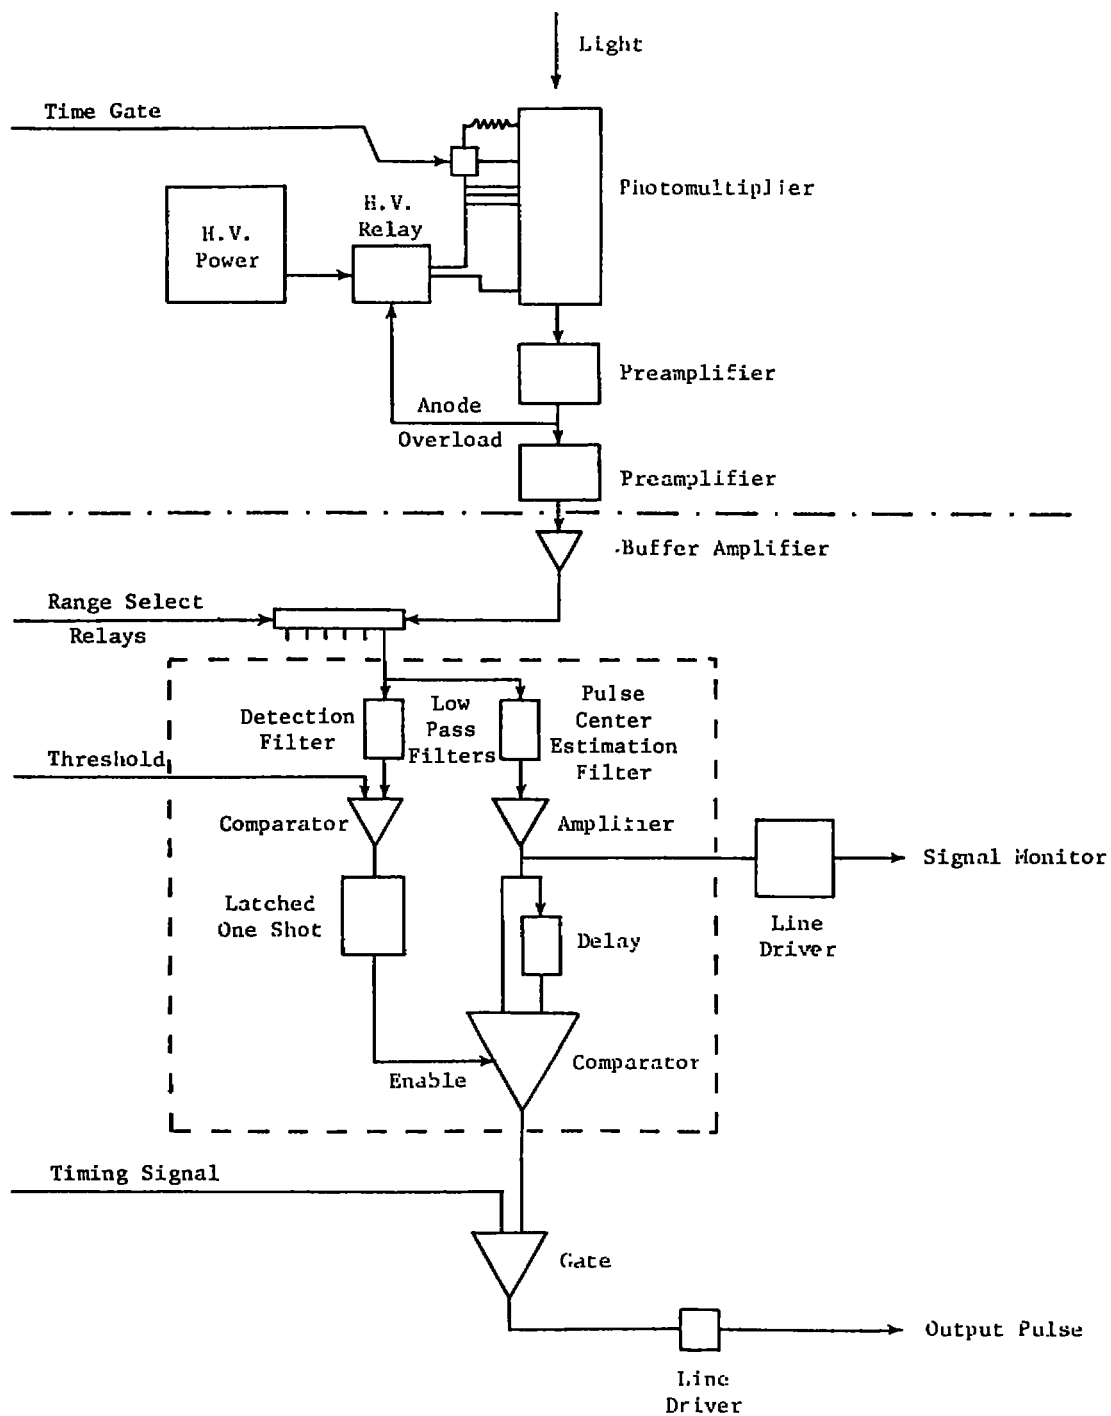 Light
Time Gate
Photomultiplier
H.V.
Relay
H.V.
Power
Preamplifier
Anode
Overload
Preamplifier
Buffer Amplifier
Range Select
Relays
Detection
Filter
Low
Pass
Filters
Pulse
Center
Estimation
Filter
Threshold
Comparator
Amplifier
Signal Monitor
Latched
One Shot
Delay
Line
Driver
Enable
Comparator
Timing Signal
Gate
Output Pulse
Line
Driver